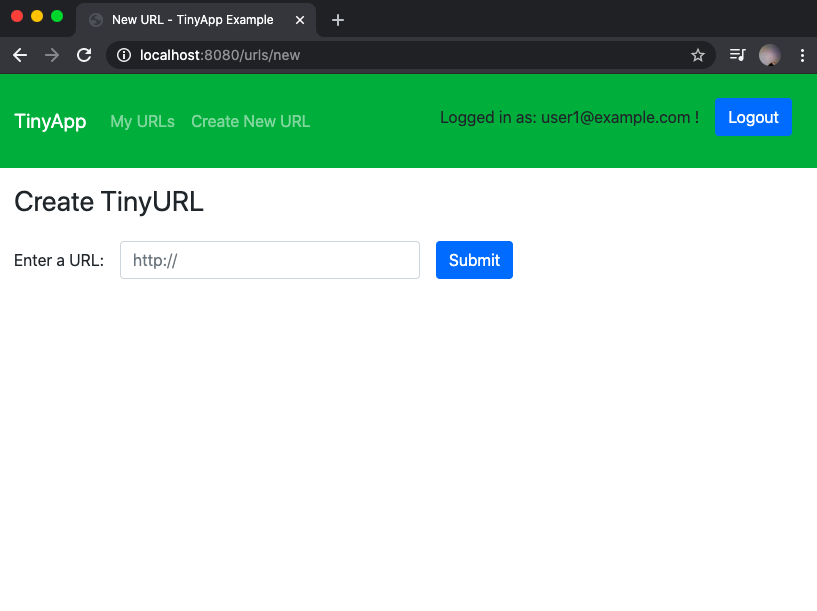 New URL - TinyApp Example
localhost:8080/urls/new
TinyApp My URLs Create New URL Logged in as: user1@example.com ! Logout
Create TinyURL
Enter a URL: http:// Submit